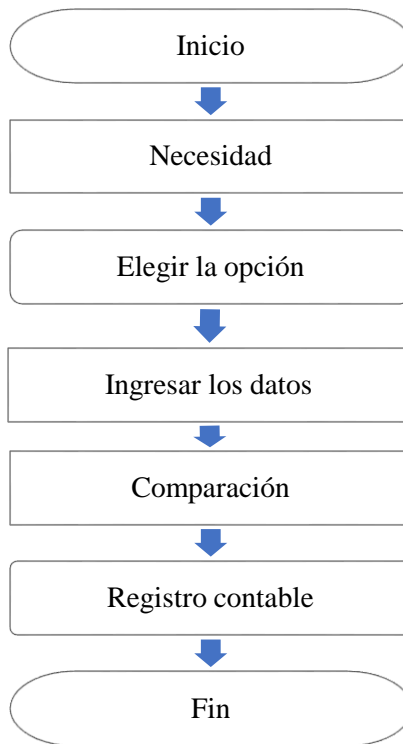 Inicio
Necesidad
Elegir la opción
Ingresar los datos
Comparación
Registro contable
Fin